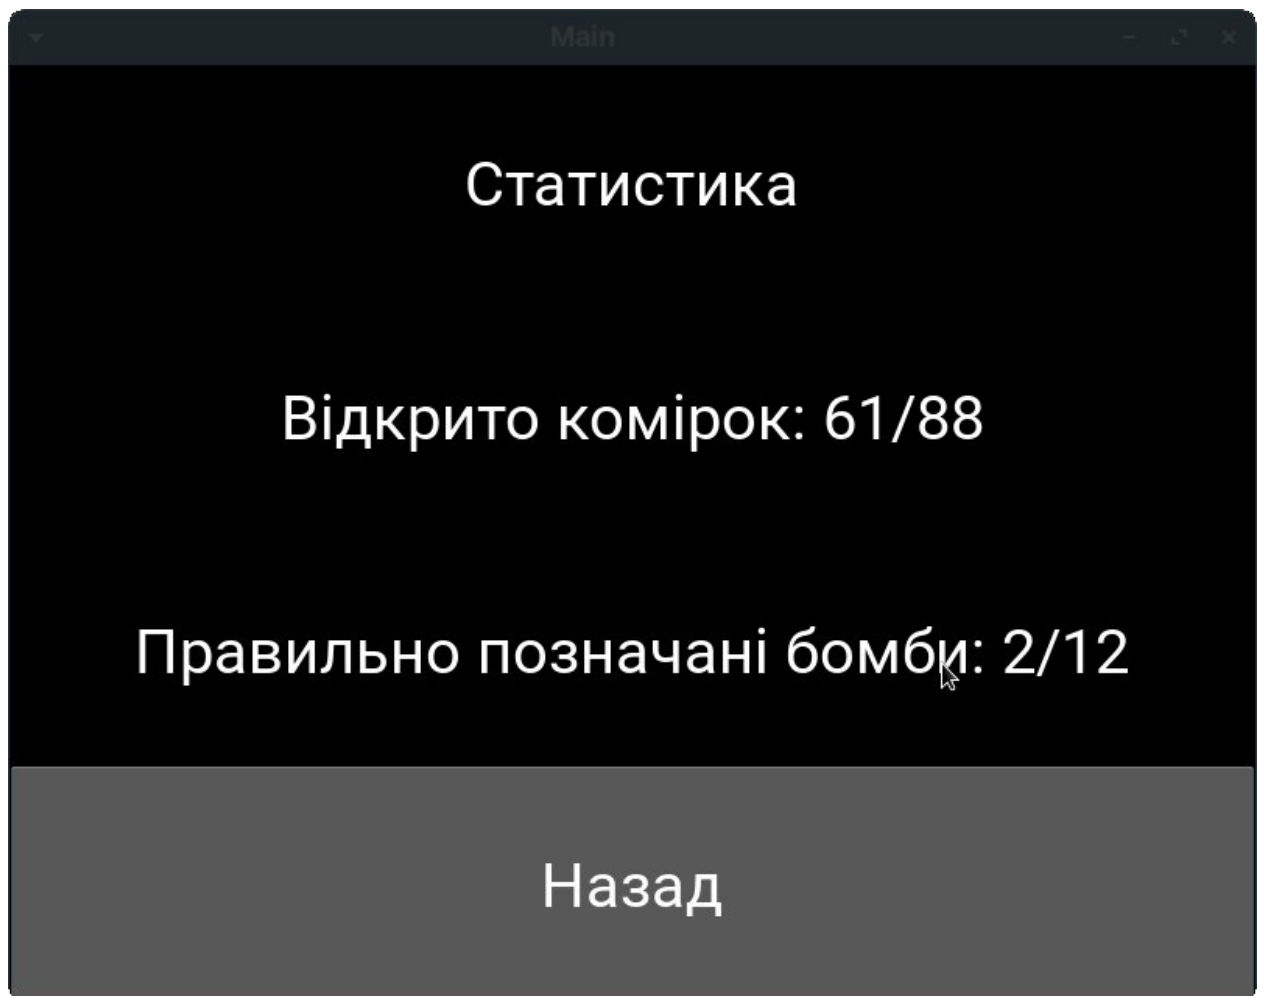 Main
Статистика
Відкрито комірок: 61/88
Правильно позначані бомби: 2/12
Назад